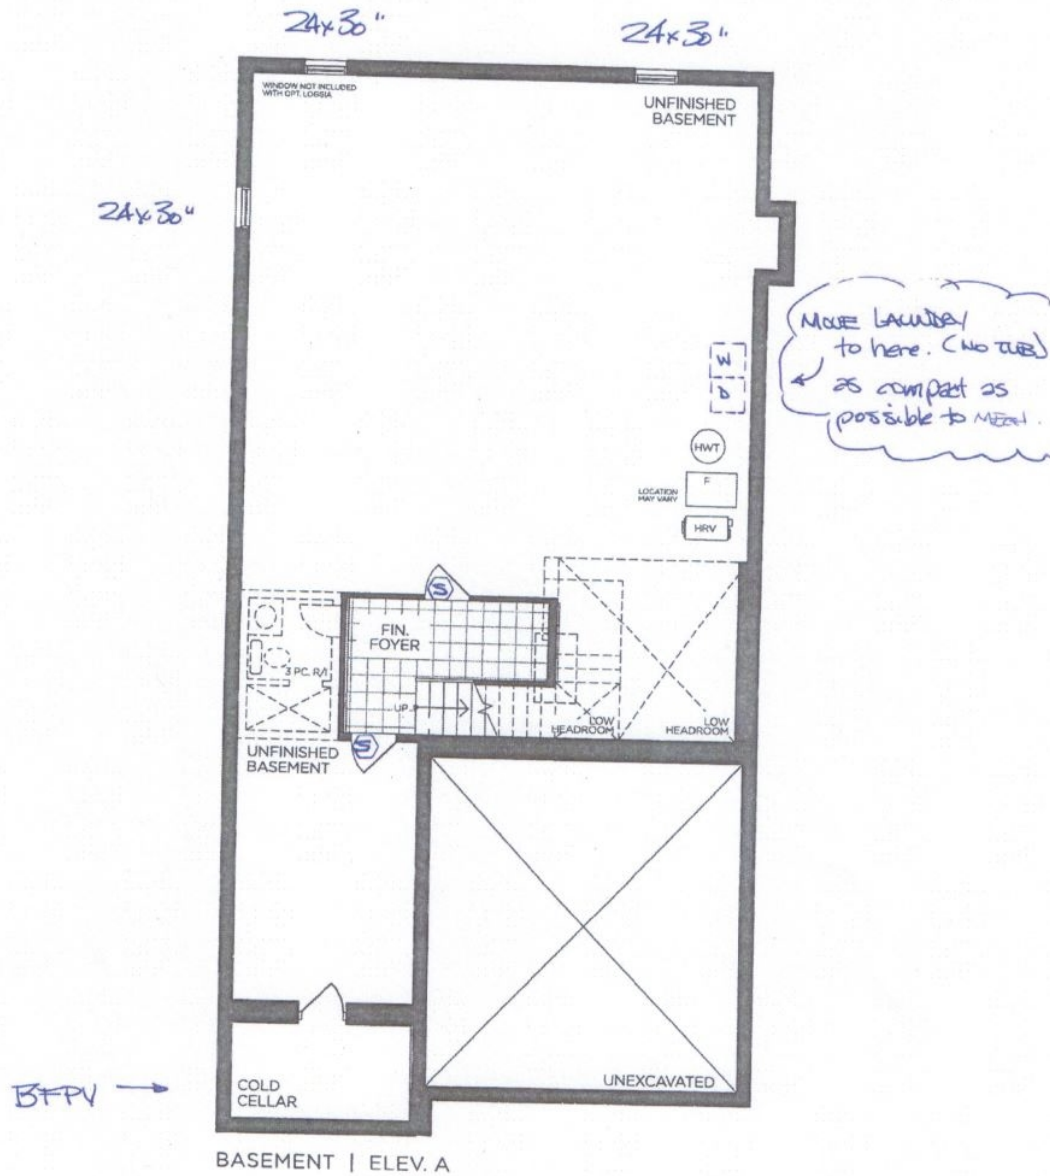 24x30"
24x30"
WINDOW NOT INCLUDED
WITH OPT. LOGGIA
UNFINISHED
BASEMENT
24x30"
MOVE LAUNDRY
to here. (NO TUB)
as compact as
possible to MECH.
W
D
HWT
F
LOCATION
MAY VARY
HRV
S
FIN.
FOYER
3 PC. R/I
UP
LOW
HEADROOM
LOW
HEADROOM
S
UNFINISHED
BASEMENT
UNEXCAVATED
COLD
CELLAR
BFPV
BASEMENT | ELEV. A